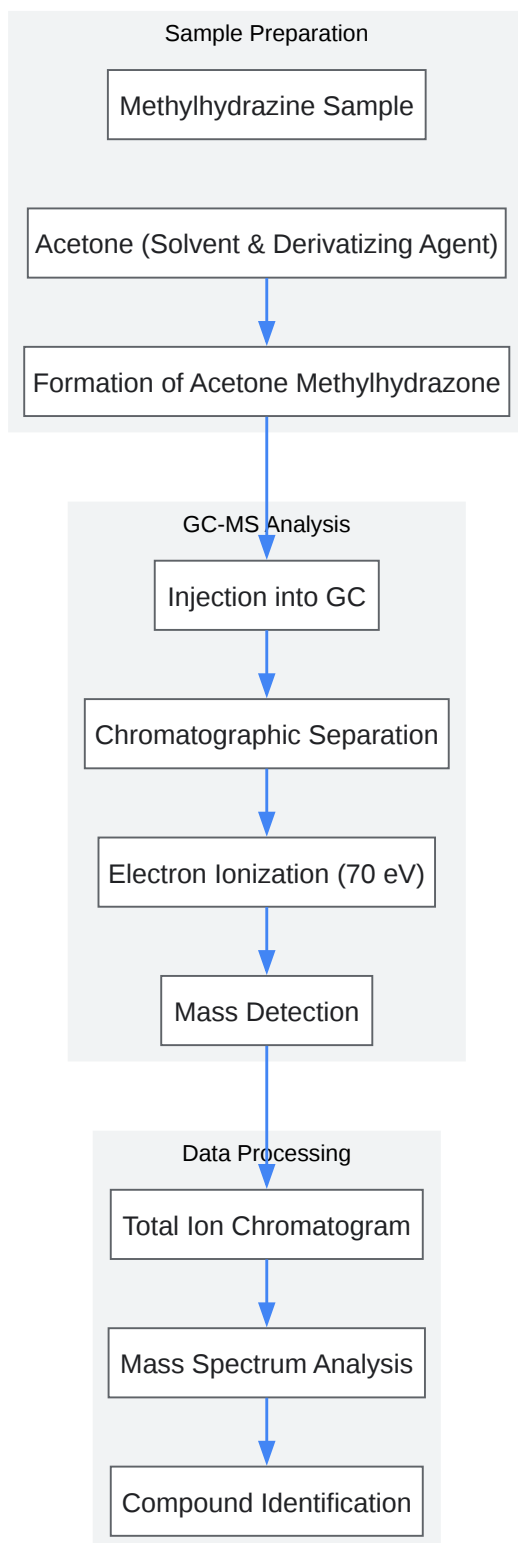 Sample Preparation
Methylhydrazine Sample
Acetone (Solvent & Derivatizing Agent)
Formation of Acetone Methylhydrazone
GC-MS Analysis
Injection into GC
Chromatographic Separation
Electron Ionization (70 eV)
Mass Detection
Data Processing
Total Ion Chromatogram
Mass Spectrum Analysis
Compound Identification